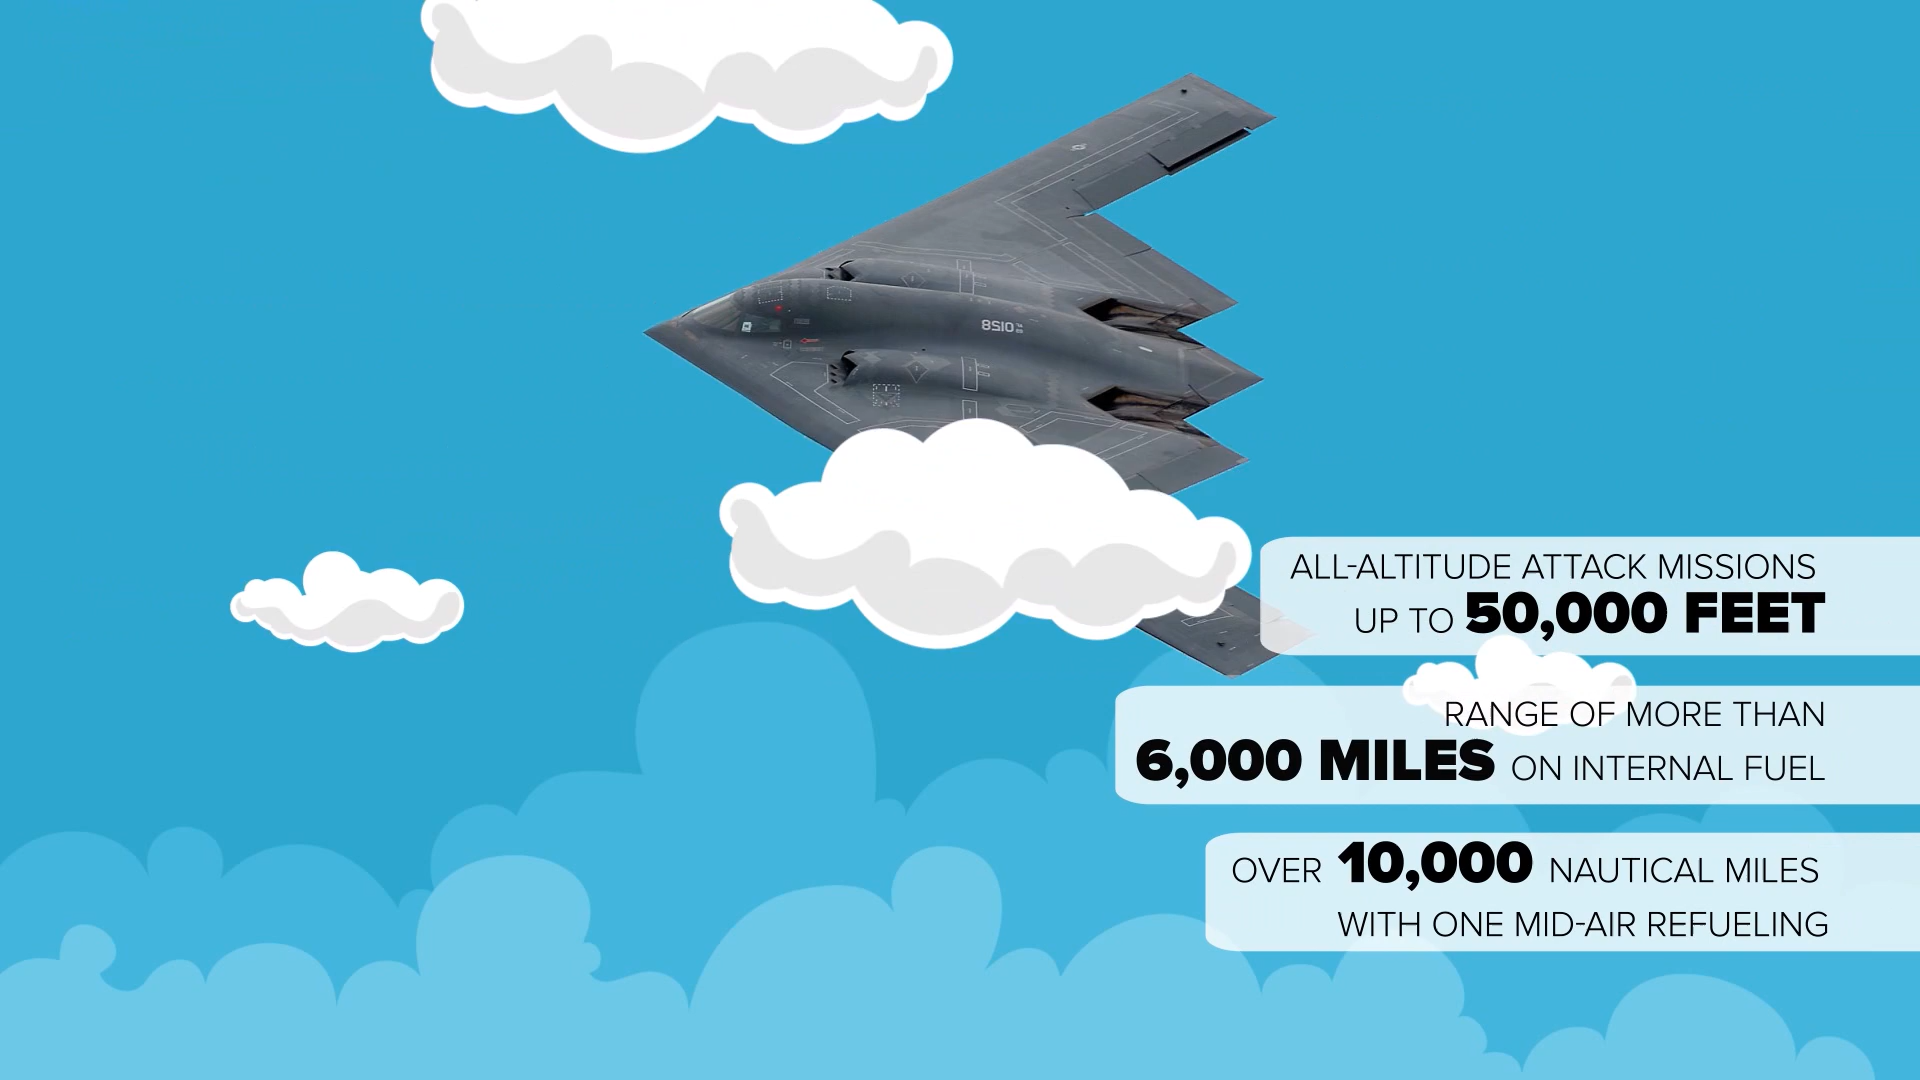 ALL-ALTITUDE ATTACK MISSIONS
UP TO 50,000 FEET
RANGE OF MORE THAN
6,000 MILES ON INTERNAL FUEL
OVER 10,000 NAUTICAL MILES
WITH ONE MID-AIR REFUELING